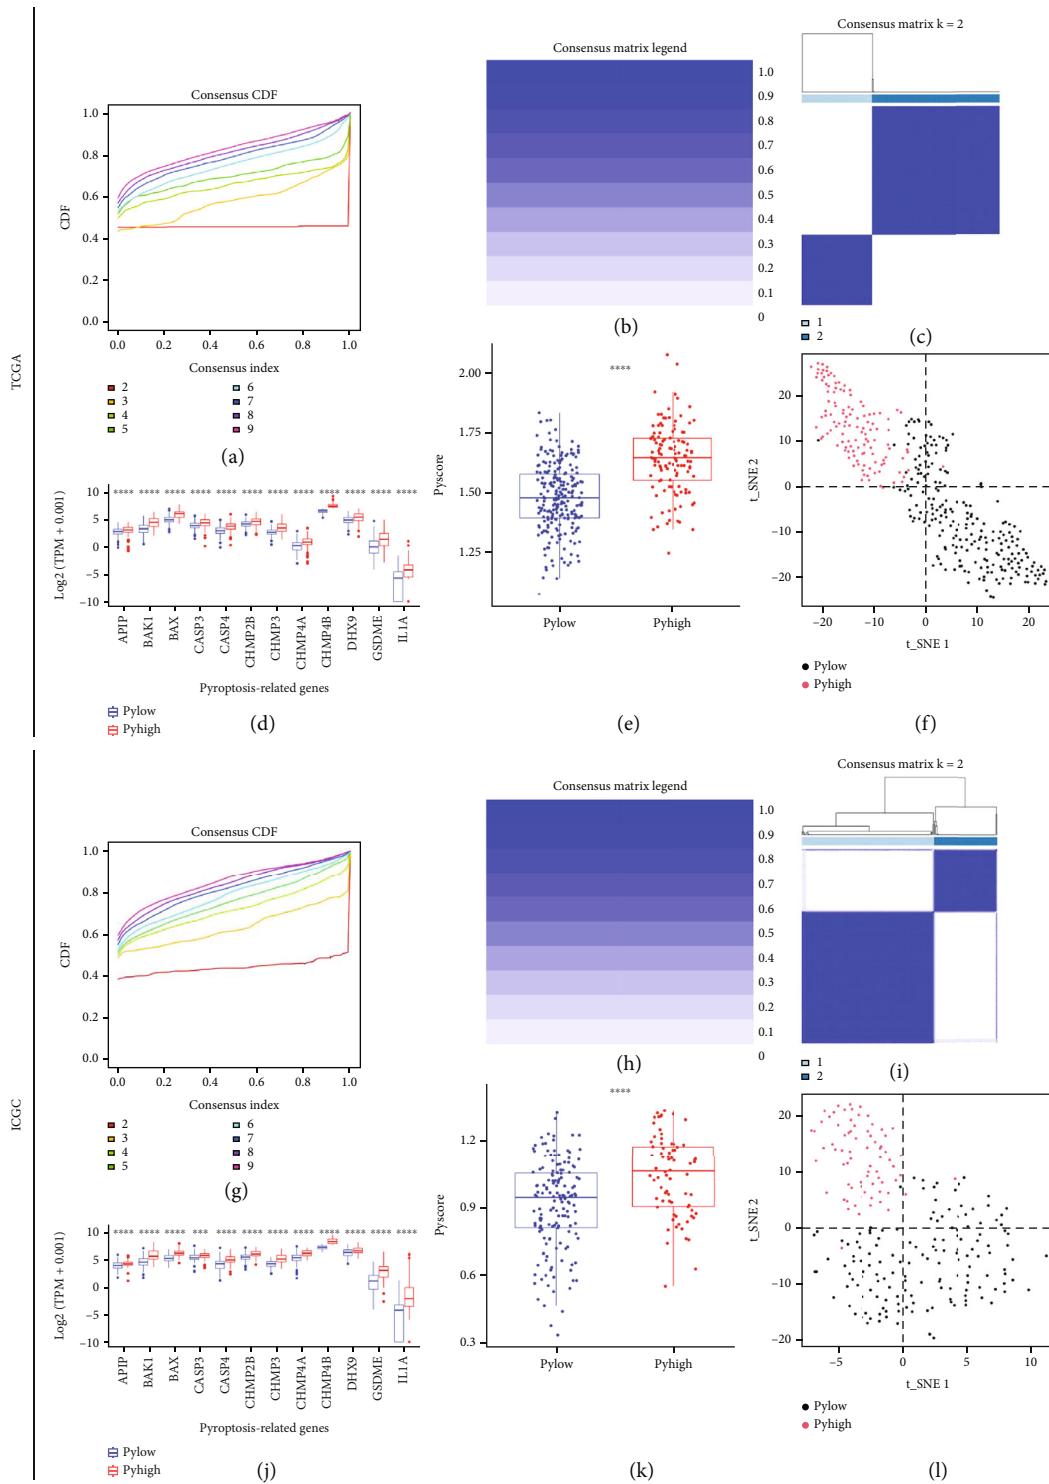 TCGA
Consensus CDF
CDF
1.0
0.8
0.6
0.4
0.2
0.0
0.0 0.2 0.4 0.6 0.8 1.0
Consensus index
2 6
3 7
4 8
5 9
(a)
Consensus matrix legend
1.0
0.9
0.8
0.7
0.6
0.5
0.4
0.3
0.2
0.1
0
(b)
Consensus matrix k = 2
1
2
(c)
Log2 (TPM + 0.001)
10
5
0
−5
−10
**** **** **** **** **** **** **** **** **** **** **** ****
APIP BAK1 BAX CASP3 CASP4 CHMP2B CHMP3 CHMP4A CHMP4B DHX9 GSDME IL1A
Pyroptosis-related genes
Pylow
Pyhigh
(d)
Pyscore
2.00
1.75
1.50
1.25
****
Pylow Pyhigh
(e)
t_SNE 2
20
10
0
−10
−20
−20 −10 0 10 20
t_SNE 1
Pylow
Pyhigh
(f)
ICGC
Consensus CDF
CDF
1.0
0.8
0.6
0.4
0.2
0.0
0.0 0.2 0.4 0.6 0.8 1.0
Consensus index
2 6
3 7
4 8
5 9
(g)
Consensus matrix legend
1.0
0.9
0.8
0.7
0.6
0.5
0.4
0.3
0.2
0.1
0
(h)
Consensus matrix k = 2
1
2
(i)
Log2 (TPM + 0.001)
10
5
0
−5
−10
**** **** **** *** **** **** **** **** **** **** **** ****
APIP BAK1 BAX CASP3 CASP4 CHMP2B CHMP3 CHMP4A CHMP4B DHX9 GSDME IL1A
Pyroptosis-related genes
Pylow
Pyhigh
(j)
Pyscore
1.2
0.9
0.6
0.3
****
Pylow Pyhigh
(k)
t_SNE 2
20
10
0
−10
−20
−5 0 5 10
t_SNE 1
Pylow
Pyhigh
(l)